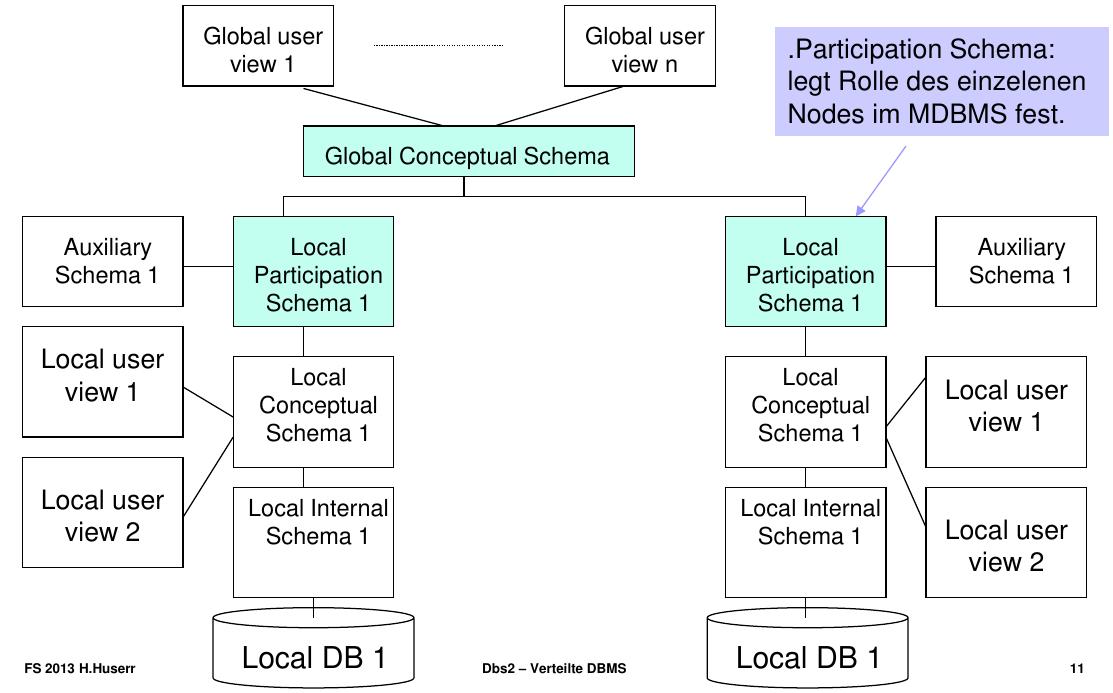 Global user
view 1
Global user
view n
.Participation Schema:
legt Rolle des einzelenen
Nodes im MDBMS fest.
Global Conceptual Schema
Auxiliary
Schema 1
Local
Participation
Schema 1
Local
Participation
Schema 1
Auxiliary
Schema 1
Local user
view 1
Local
Conceptual
Schema 1
Local
Conceptual
Schema 1
Local user
view 1
Local user
view 2
Local Internal
Schema 1
Local Internal
Schema 1
Local user
view 2
Local DB 1
Local DB 1
FS 2013 H.Huserr
Dbs2 – Verteilte DBMS
11